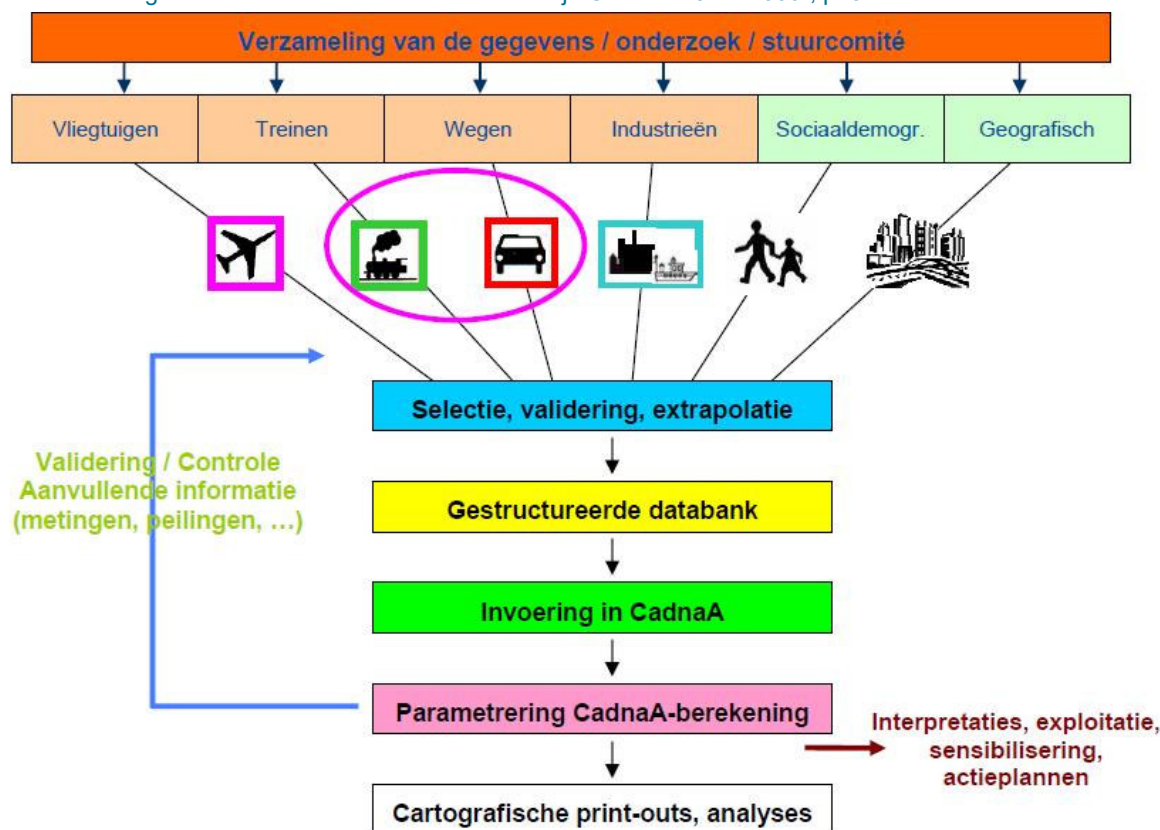 Verzameling van de gegevens / onderzoek / stuurcomité
Vliegtuigen
Treinen
Wegen
Industrieën
Sociaaldemogr.
Geografisch
Selectie, validering, extrapolatie
Validering / Controle
Aanvullende informatie
(metingen, peilingen, …)
Gestructureerde databank
Invoering in CadnaA
Parametrering CadnaA-berekening
Interpretaties, exploitatie,
sensibilisering,
actieplannen
Cartografische print-outs, analyses